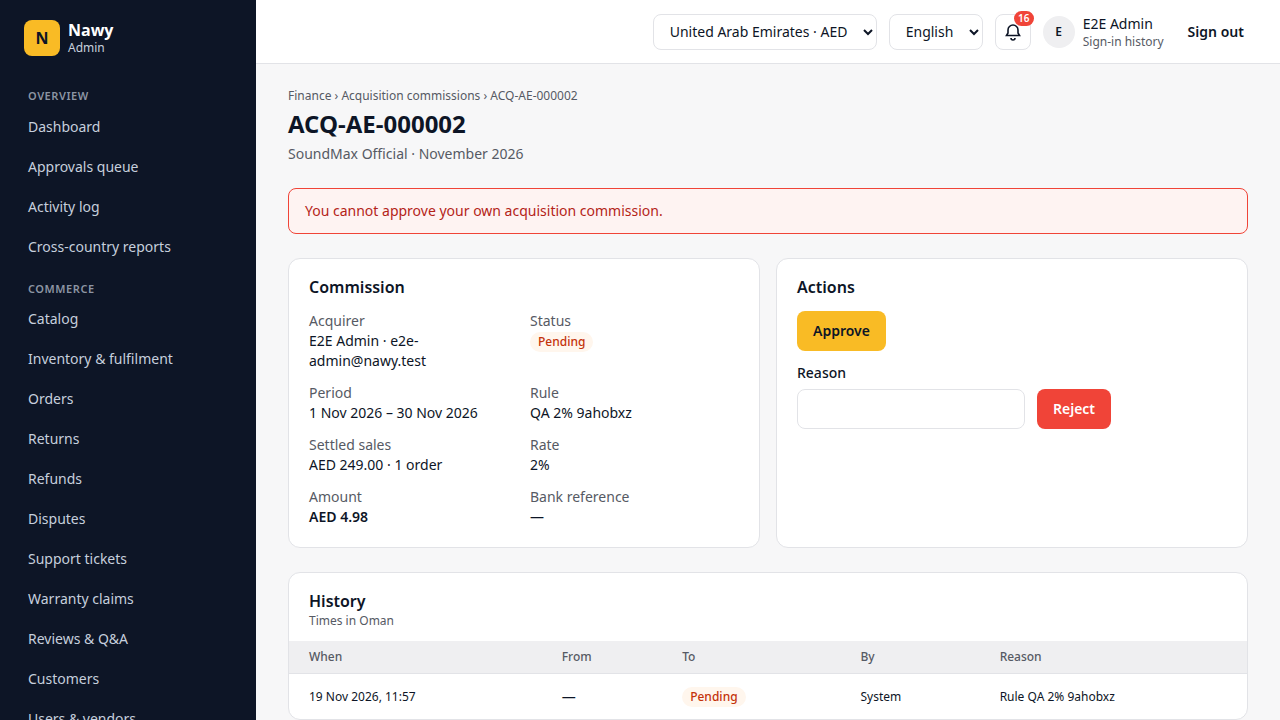 N
Nawy
Admin
OVERVIEW
Dashboard
Approvals queue
Activity log
Cross-country reports
COMMERCE
Catalog
Inventory & fulfilment
Orders
Returns
Refunds
Disputes
Support tickets
Warranty claims
Reviews & Q&A
Customers
Users & vendors
United Arab Emirates · AED
English
16
E
E2E Admin
Sign-in history
Sign out
Finance › Acquisition commissions › ACQ-AE-000002
ACQ-AE-000002
SoundMax Official · November 2026
You cannot approve your own acquisition commission.
Commission
Acquirer
E2E Admin · e2e-
admin@nawy.test
Status
Pending
Period
1 Nov 2026 – 30 Nov 2026
Rule
QA 2% 9ahobxz
Settled sales
AED 249.00 · 1 order
Rate
2%
Amount
AED 4.98
Bank reference
—
Actions
Approve
Reason
Reject
History
Times in Oman
When From To By Reason
19 Nov 2026, 11:57 — Pending System Rule QA 2% 9ahobxz